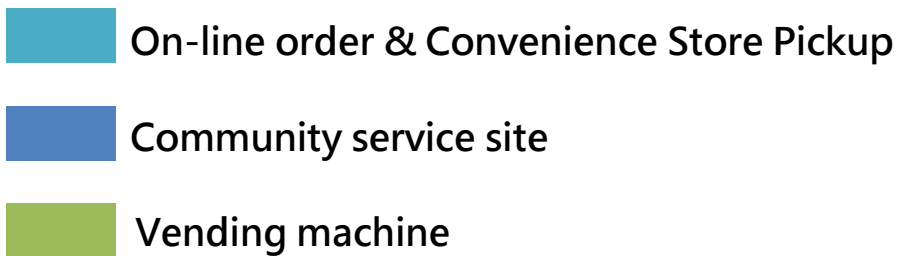 On-line order & Convenience Store Pickup
Community service site
Vending machine